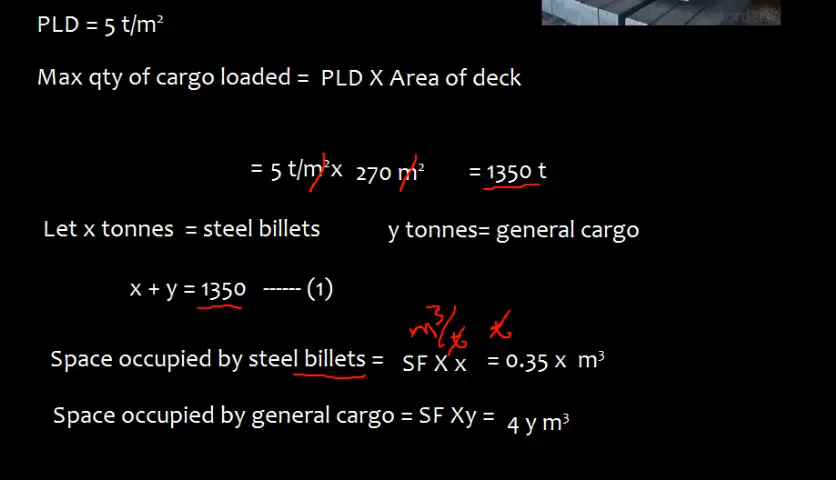 PLD = 5 t/m²
Max qty of cargo loaded = PLD X Area of deck
= 5 t/m² x 270 m² = 1350 t
Let x tonnes = steel billets y tonnes= general cargo
x + y = 1350 ------ (1)
m³/t t
Space occupied by steel billets = SF X x = 0.35 x m³
Space occupied by general cargo = SF Xy = 4 y m³